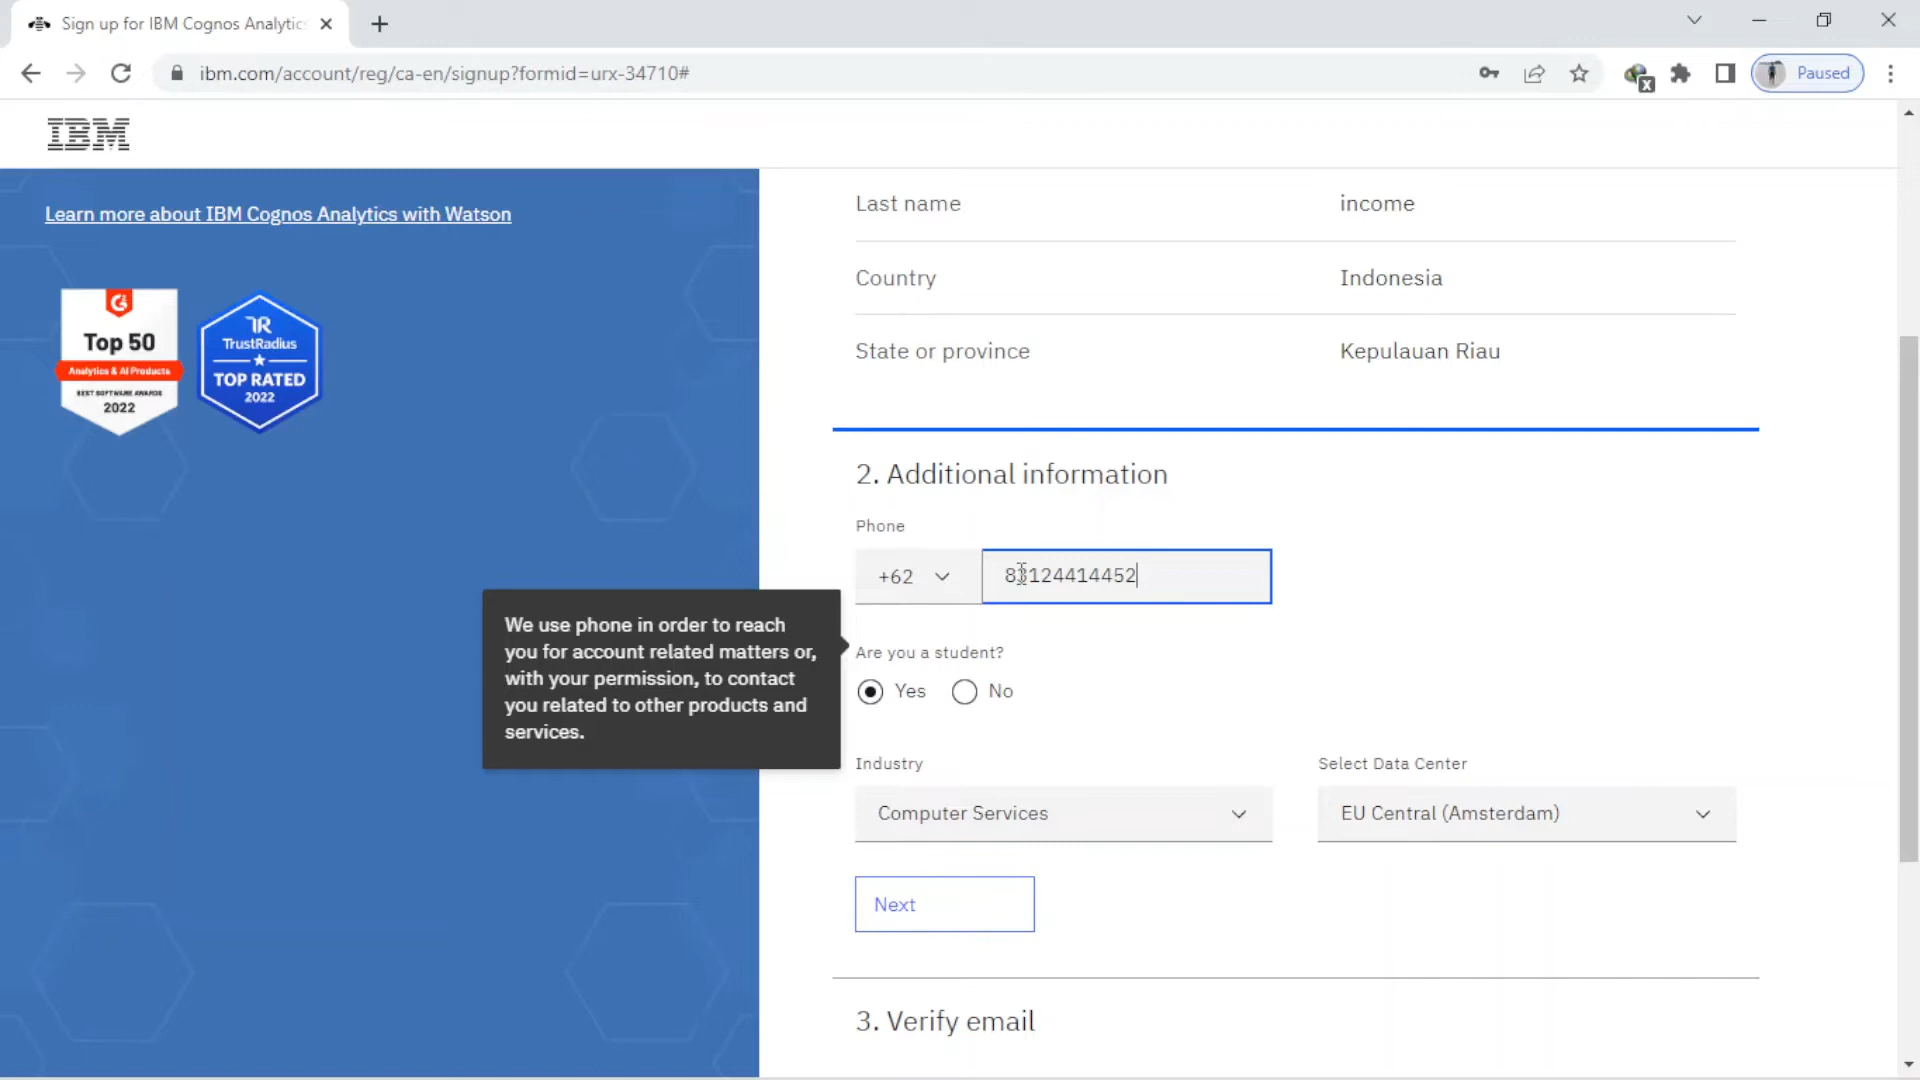 Sign up for IBM Cognos Analytic
ibm.com/account/reg/ca-en/signup?formid=urx-34710#
Paused
IBM
Learn more about IBM Cognos Analytics with Watson
Top 50
Analytics & AI Products
BEST SOFTWARE AWARDS
2022
TR
TrustRadius
TOP RATED
2022
Last name
income
Country
Indonesia
State or province
Kepulauan Riau
2. Additional information
Phone
+62
We use phone in order to reach
you for account related matters or,
with your permission, to contact
you related to other products and
services.
Are you a student?
Yes
No
Industry
Select Data Center
Computer Services
EU Central (Amsterdam)
Next
3. Verify email